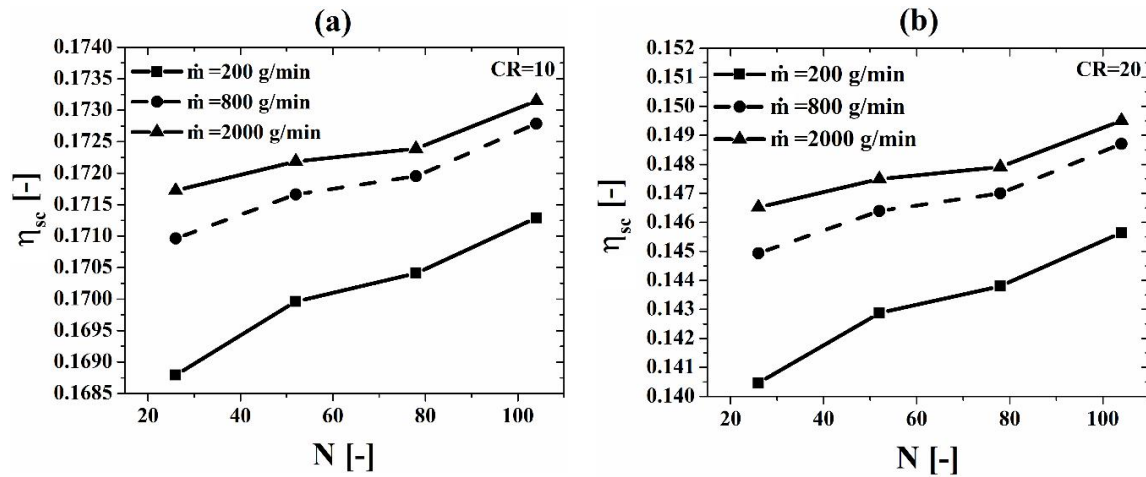 (a)
0.1740
0.1735
0.1730
0.1725
0.1720
0.1715
0.1710
0.1705
0.1700
0.1695
0.1690
0.1685
ηsc [-]
ṁ =200 g/min
ṁ =800 g/min
ṁ =2000 g/min
CR=10
20 40 60 80 100
N [-]
(b)
0.152
0.151
0.150
0.149
0.148
0.147
0.146
0.145
0.144
0.143
0.142
0.141
0.140
ηsc [-]
ṁ =200 g/min
ṁ =800 g/min
ṁ =2000 g/min
CR=20
20 40 60 80 100
N [-]